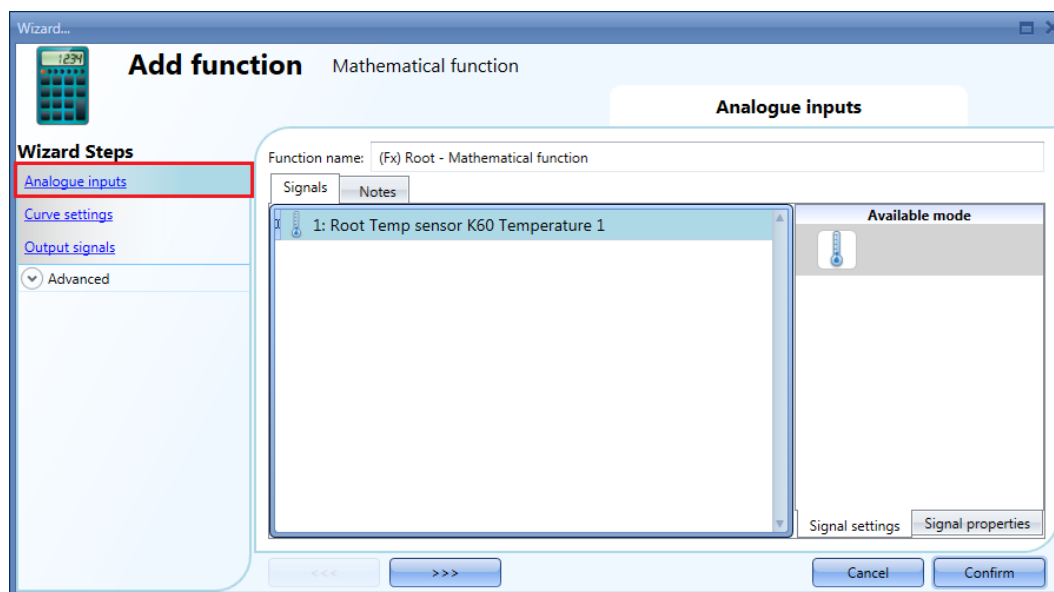 Wizard...
1234
Add function Mathematical function
Analogue inputs
Wizard Steps
Analogue inputs
Curve settings
Output signals
Advanced
Function name: (Fx) Root - Mathematical function
Signals Notes
1: Root Temp sensor K60 Temperature 1
Available mode
Signal settings Signal properties
<<< >>> Cancel Confirm